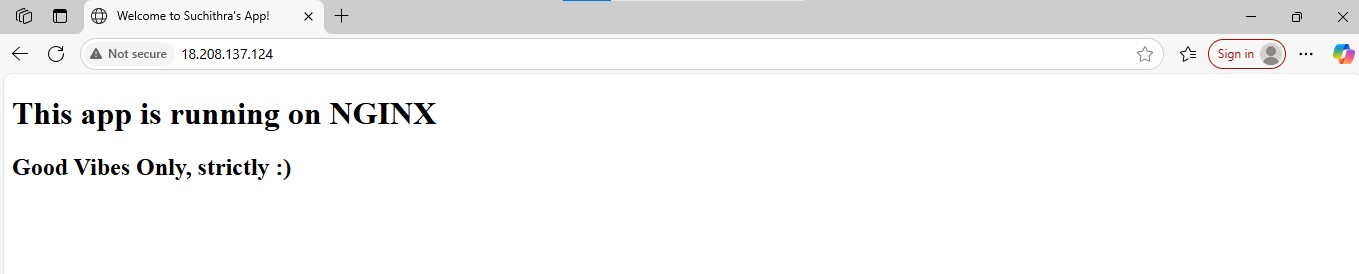 Welcome to Suchithra's App!
Not secure 18.208.137.124
Sign in
This app is running on NGINX
Good Vibes Only, strictly :)